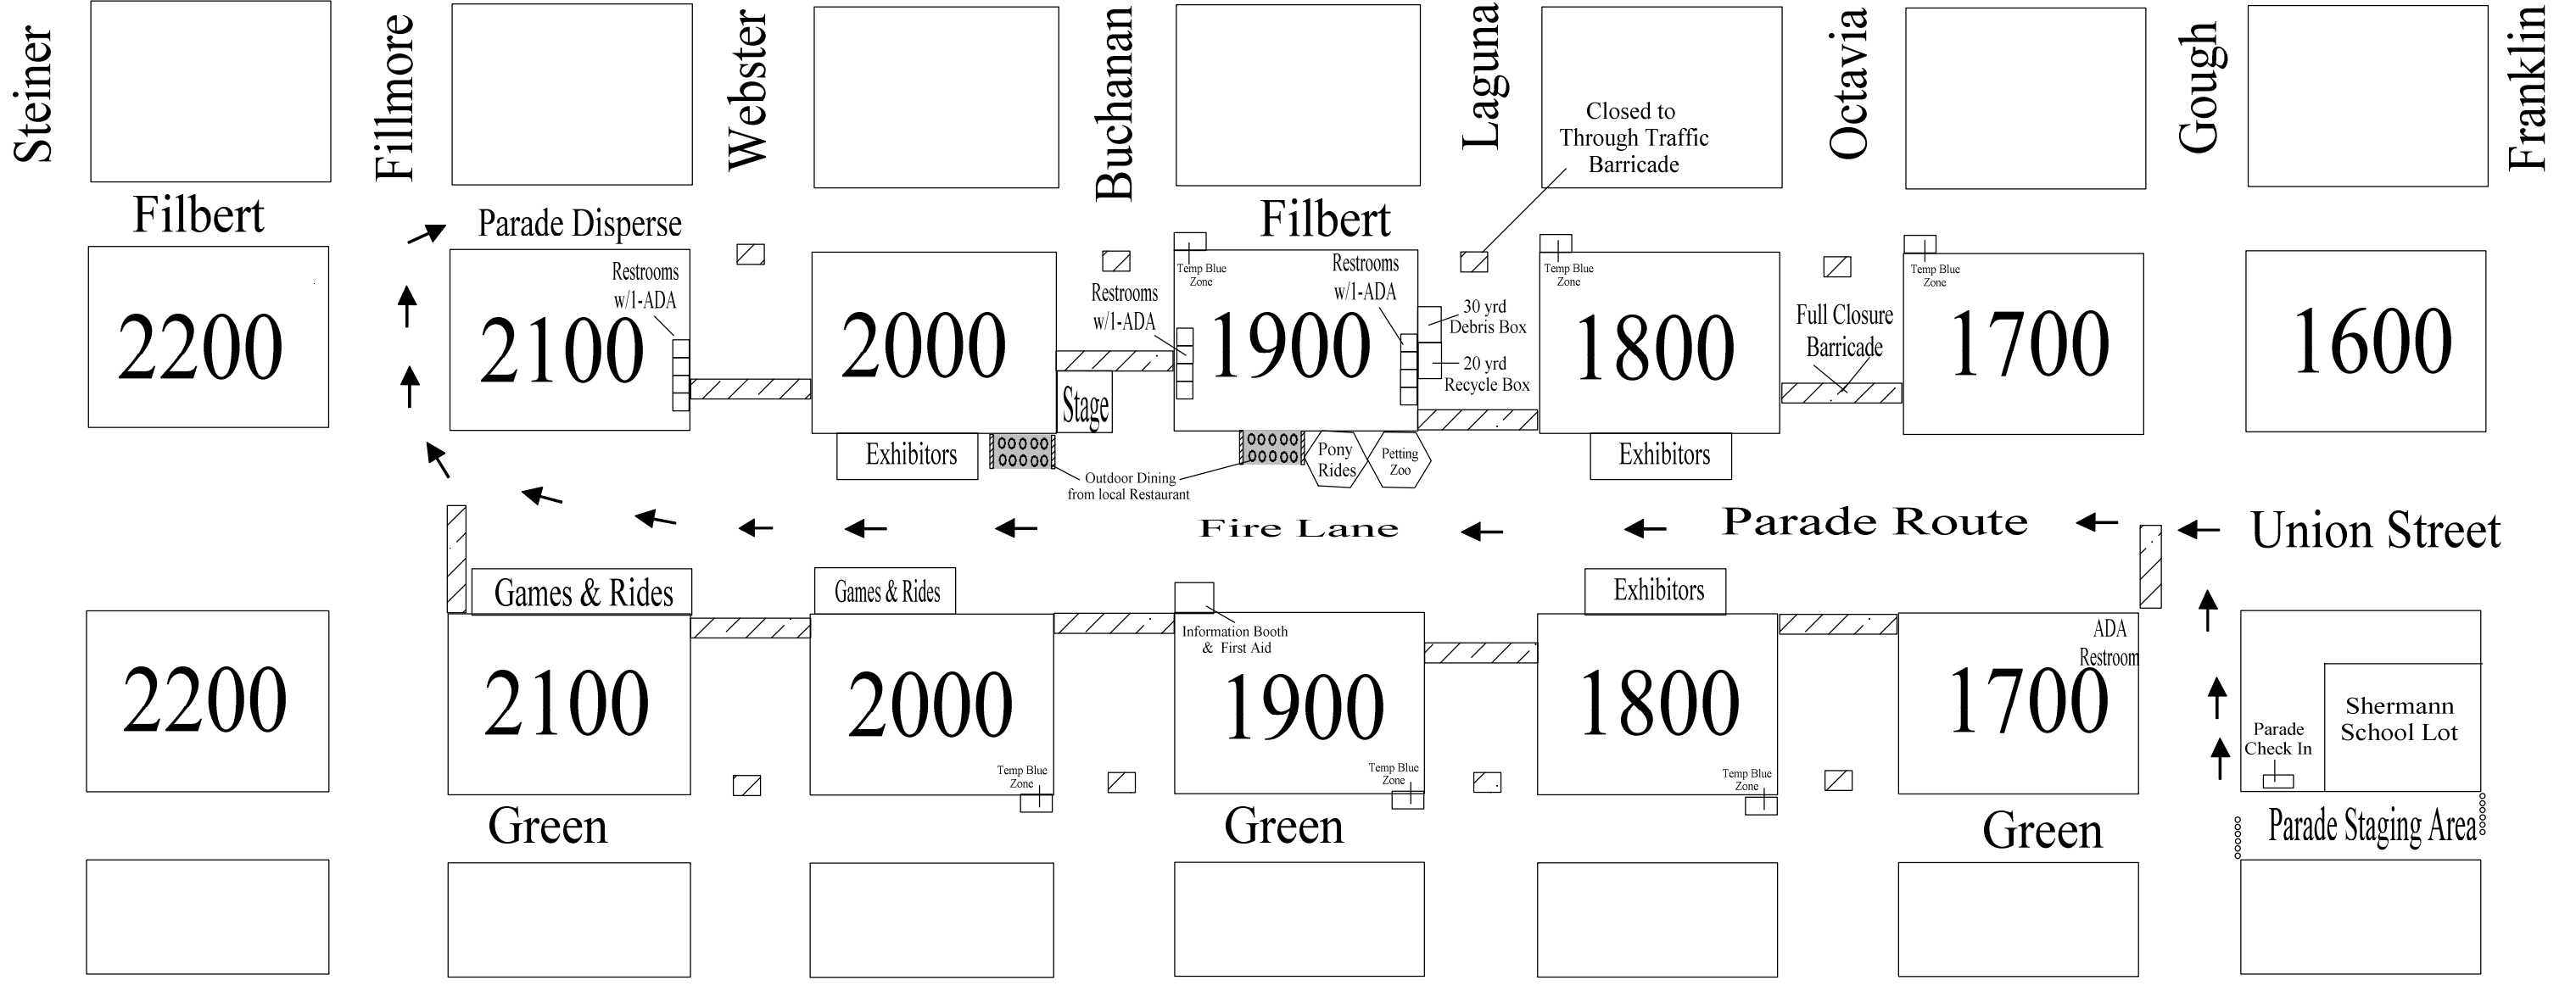 Steiner
Fillmore
Webster
Buchanan
Laguna
Octavia
Gough
Franklin
Closed to
Through Traffic
Barricade
Filbert
Parade Disperse
Filbert
2200
2100
Restrooms
w/1-ADA
2000
Restrooms
w/1-ADA
Temp Blue
Zone
1900
Restrooms
w/1-ADA
30 yrd
Debris Box
20 yrd
Recycle Box
Temp Blue
Zone
1800
Full Closure
Barricade
Temp Blue
Zone
1700
1600
Stage
Exhibitors
Outdoor Dining
from local Restaurant
Pony
Rides
Petting
Zoo
Exhibitors
Fire Lane
Parade Route
Union Street
Games & Rides
Games & Rides
Information Booth
& First Aid
Exhibitors
ADA
Restroom
2200
2100
2000
Temp Blue
Zone
1900
Temp Blue
Zone
1800
Temp Blue
Zone
1700
Parade
Check In
Shermann
School Lot
Green
Green
Green
Parade Staging Area